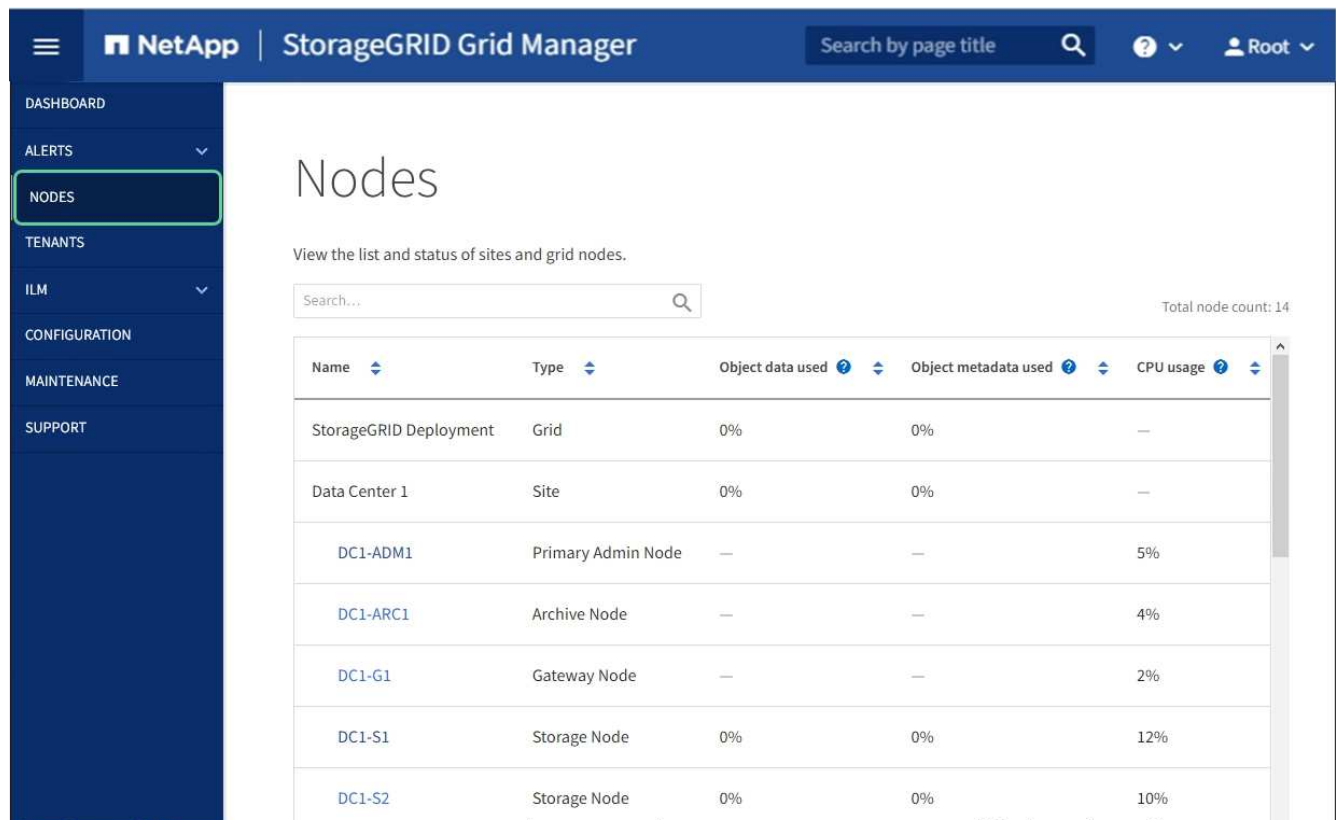 NetApp | StorageGRID Grid Manager Search by page title Root
DASHBOARD
ALERTS
NODES
TENANTS
ILM
CONFIGURATION
MAINTENANCE
SUPPORT
Nodes
View the list and status of sites and grid nodes.
Search...
Total node count: 14
Name Type Object data used Object metadata used CPU usage
StorageGRID Deployment Grid 0% 0% —
Data Center 1 Site 0% 0% —
DC1-ADM1 Primary Admin Node — — 5%
DC1-ARC1 Archive Node — — 4%
DC1-G1 Gateway Node — — 2%
DC1-S1 Storage Node 0% 0% 12%
DC1-S2 Storage Node 0% 0% 10%